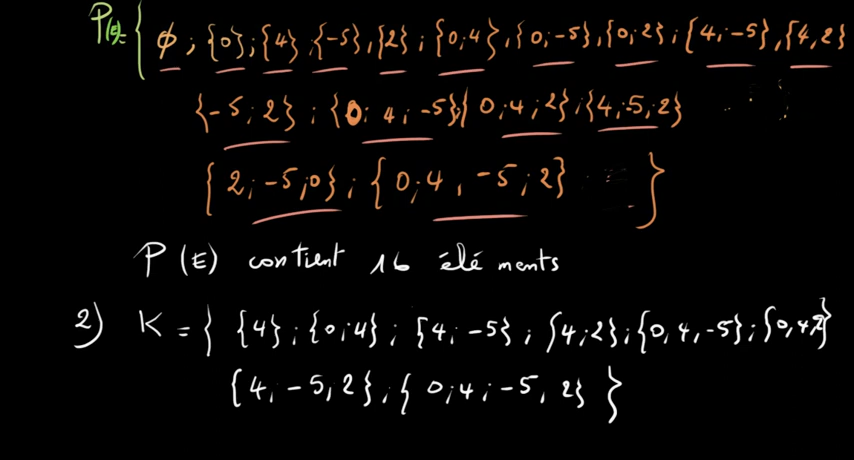 P(E)= { ϕ ; {0} ; {4} ; {-5} , {2} ; {0;4} , {0,-5} , {0;2} ; {4,-5} , {4,2}
{-5;2} ; {0; 4; -5} { 0;4;2} ; {4,-5,2}
{ 2;-5;0} ; { 0;4, -5;2} }
P(E) contient 16 éléments
2) K = { {4} ; {0;4} ; {4,-5} ; {4;2} ; {0,4,-5} ; {0,4,2}
{4,-5,2} , { 0;4;-5, 2} }